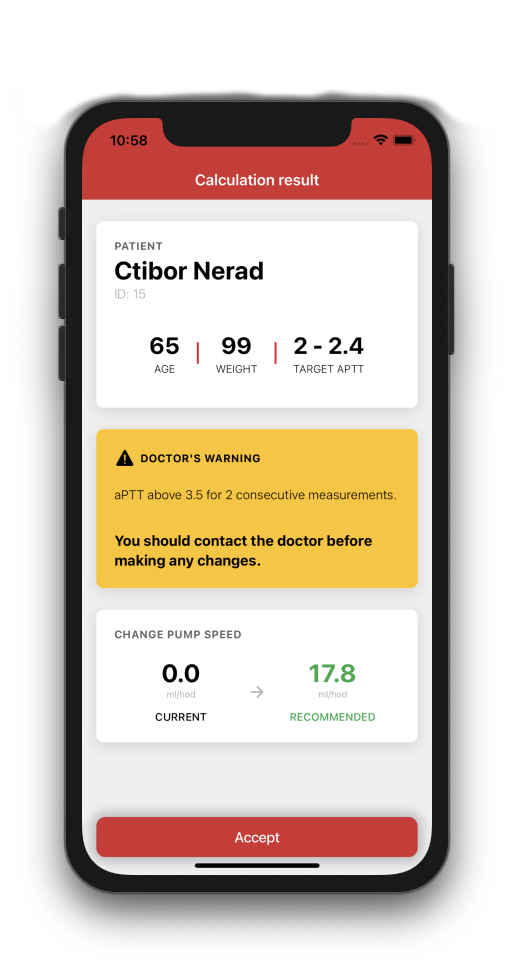 10:58
Calculation result
PATIENT
Ctibor Nerad
ID: 15
65 | 99 | 2 - 2.4
AGE WEIGHT TARGET APTT
DOCTOR'S WARNING
aPTT above 3.5 for 2 consecutive measurements.
You should contact the doctor before
making any changes.
CHANGE PUMP SPEED
0.0 17.8
ml/hod ml/hod
CURRENT → RECOMMENDED
Accept